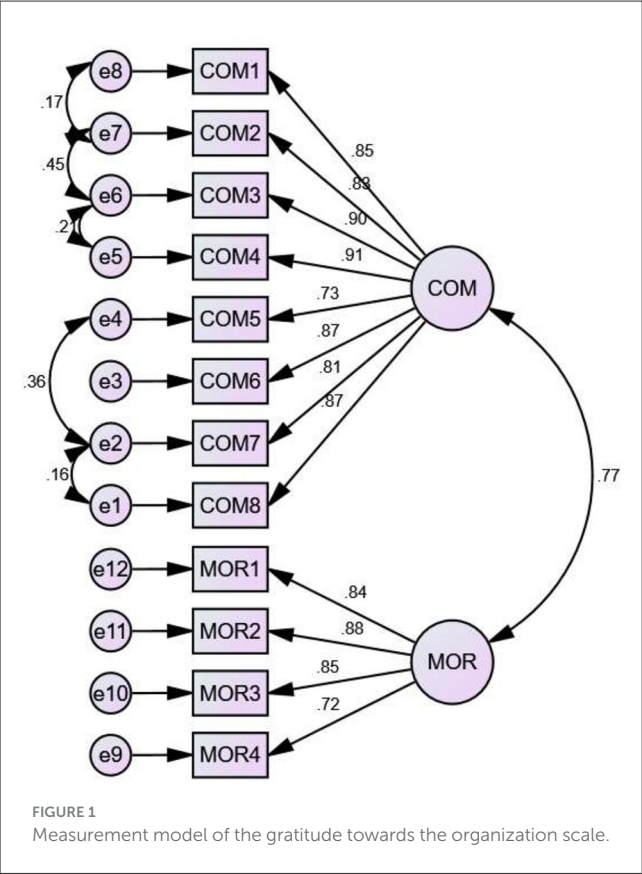 e8 COM1
.17
e7 COM2
.85
.45
.83
e6 COM3
.90
.21
e5 COM4
.91
COM
.73
e4 COM5
.87
.36
e3 COM6
.81
.87
e2 COM7
.16
.77
e1 COM8
e12 MOR1
.84
e11 MOR2
.88
MOR
.85
e10 MOR3
.72
e9 MOR4
FIGURE 1
Measurement model of the gratitude towards the organization scale.